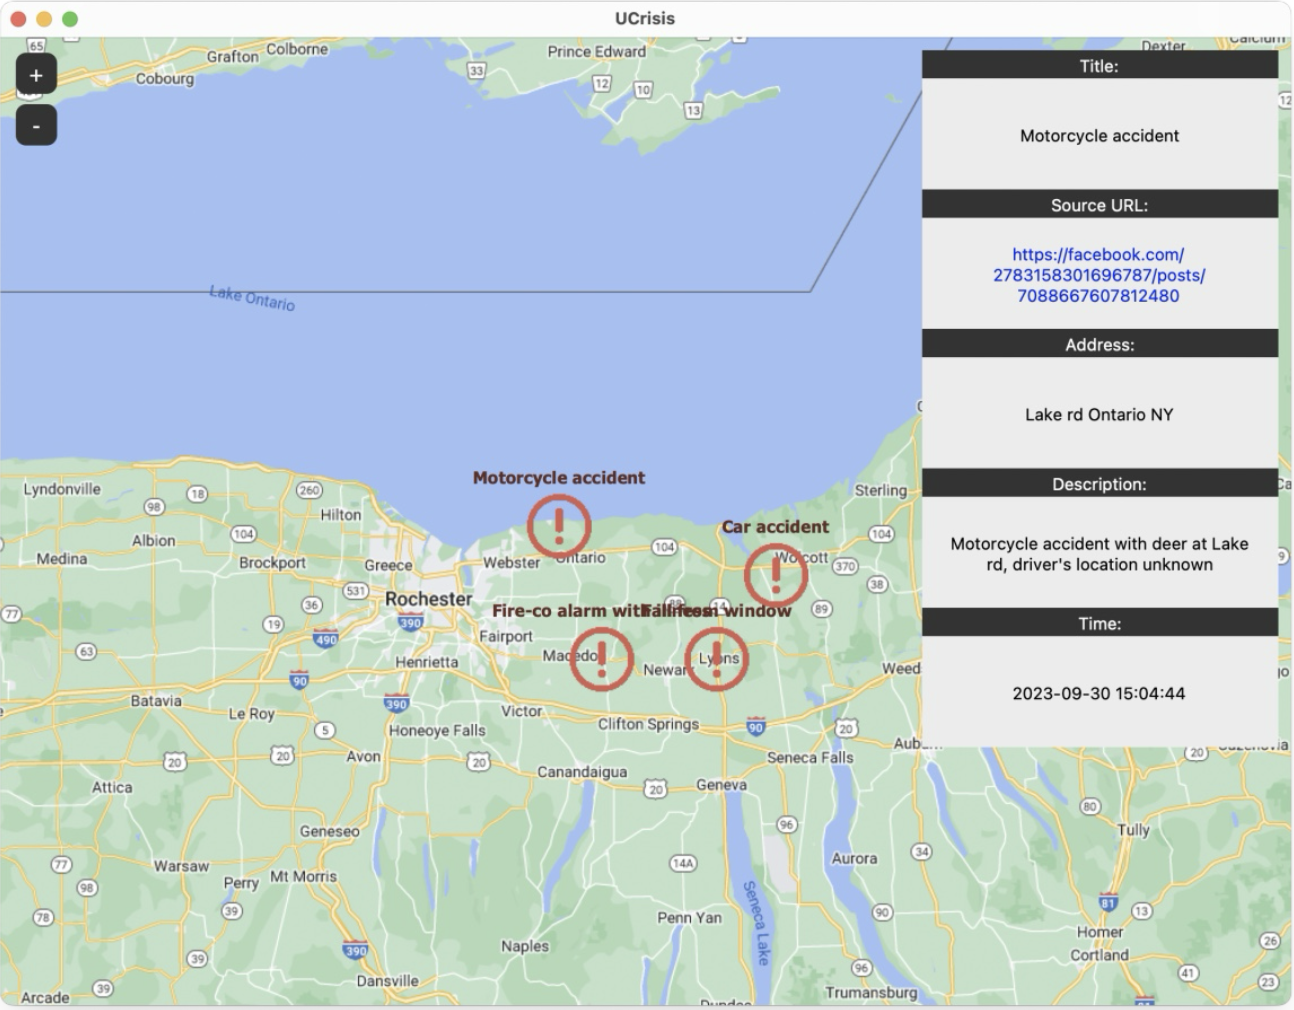 UCrisis
65
Grafton
Colborne
Prince Edward
Dexter
Calcium
+
Cobourg
33
12
10
13
-
Title:
Motorcycle accident
Source URL:
https://facebook.com/
2783158301696787/posts/
7088667607812480
Lake Ontario
Address:
Lake rd Ontario NY
Description:
Motorcycle accident with deer at Lake
rd, driver's location unknown
Time:
2023-09-30 15:04:44
Motorcycle accident
Lyndonville
18
260
98
Hilton
Sterling
Car accident
Albion
104
104
104
Medina
Brockport
Greece
Webster
Ontario
Wolcott
370
531
38
36
Rochester
Fire-co alarm with
window
14
89
77
19
490
390
Fairport
63
Henrietta
Macedo
Newark
Lyons
Weed
90
Batavia
390
Le Roy
Victor
Clifton Springs
90
20
5
Honeoye Falls
Seneca Falls
Aubu
20
20
20
Avon
20
Canandaigua
Attica
20
Geneva
80
96
Geneseo
Tully
77
Warsaw
Mt Morris
14A
Aurora
34
98
Perry
81
78
39
Penn Yan
Seneca Lake
90
13
Homer
390
Naples
26
39
Cortland
96
41
Arcade
39
Dansville
Trumansburg
23
81